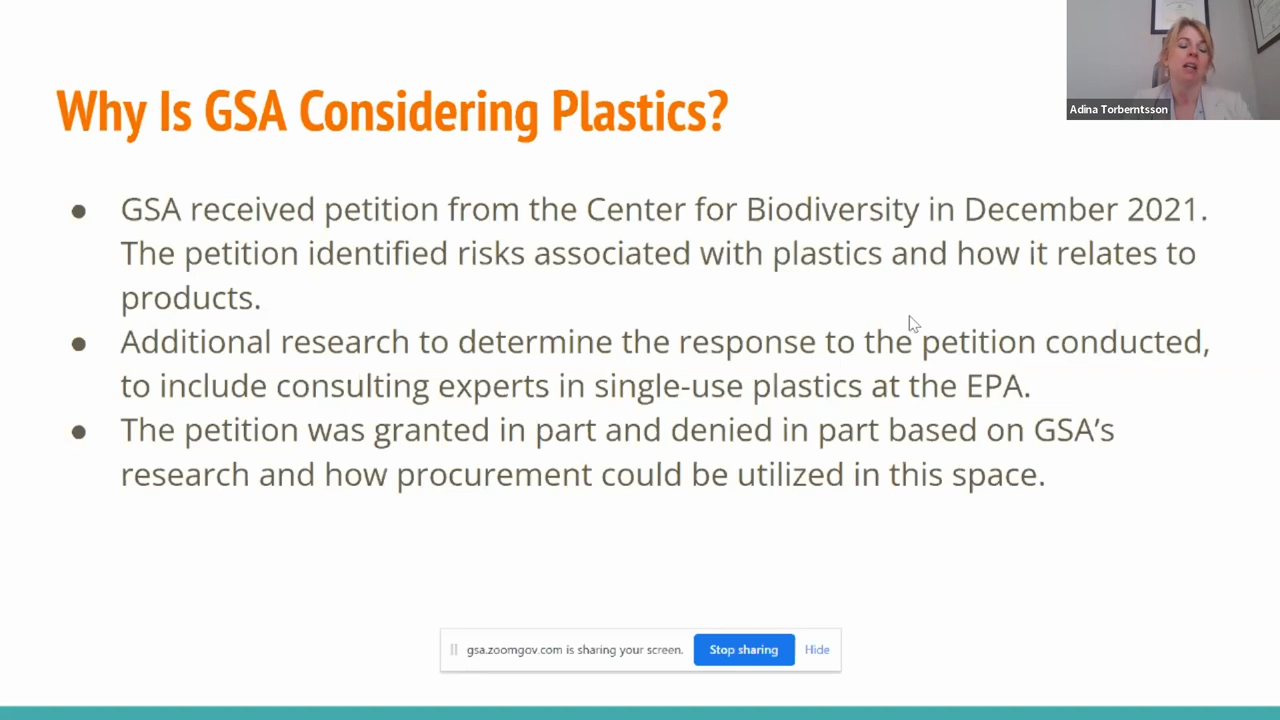 Adina Torberntsson
Why Is GSA Considering Plastics?
● GSA received petition from the Center for Biodiversity in December 2021.
The petition identified risks associated with plastics and how it relates to
products.
● Additional research to determine the response to the petition conducted,
to include consulting experts in single-use plastics at the EPA.
● The petition was granted in part and denied in part based on GSA's
research and how procurement could be utilized in this space.
gsa.zoomgov.com is sharing your screen. Stop sharing Hide